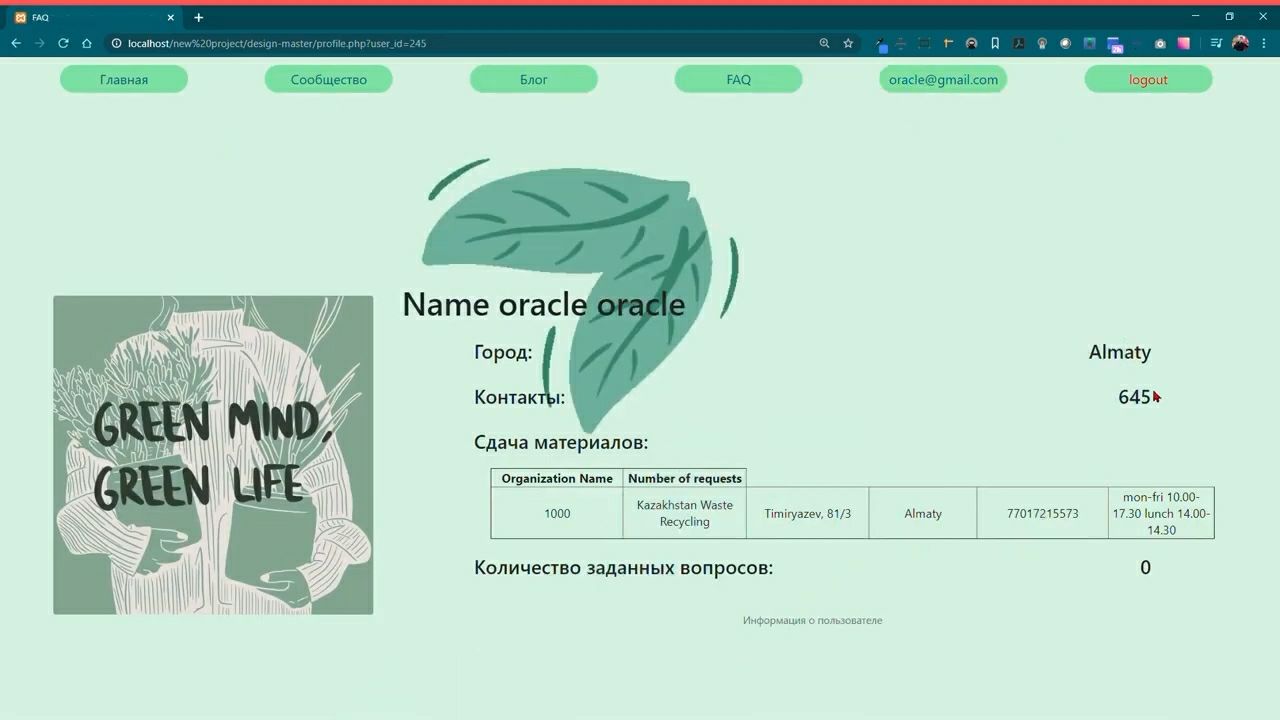 FAQ
localhost/new%20project/design-master/profile.php?user_id=245
Главная
Сообщество
Блог
FAQ
oracle@gmail.com
logout
Name oracle oracle
GREEN MIND,
GREEN LIFE
Город:
Almaty
Контакты:
645
Сдача материалов:
Organization Name
Number of requests
1000
Kazakhstan Waste
Recycling
Timiryazev, 81/3
Almaty
77017215573
mon-fri 10.00-
17.30 lunch 14.00-
14.30
Количество заданных вопросов:
0
Информация о пользователе